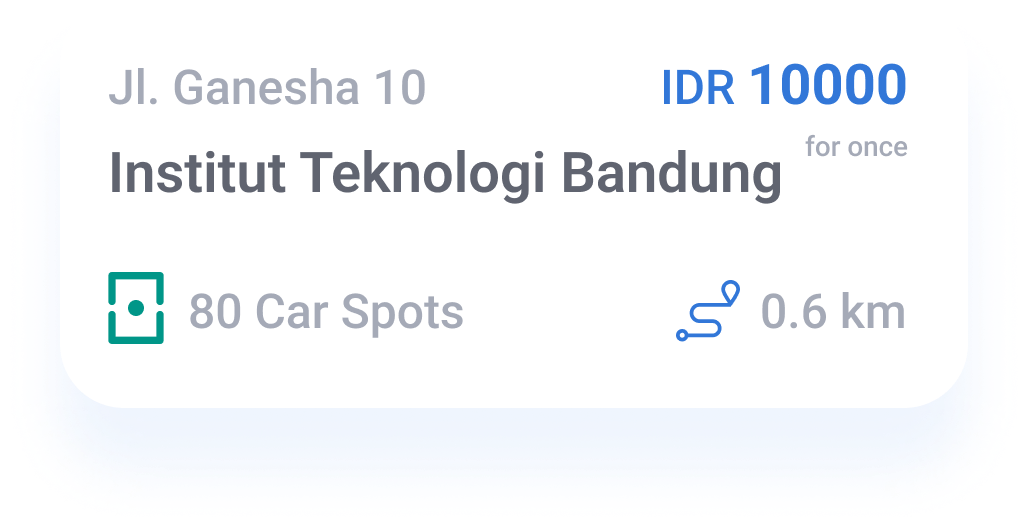 Jl. Ganesha 10
IDR 10000
for once
Institut Teknologi Bandung
80 Car Spots
0.6 km